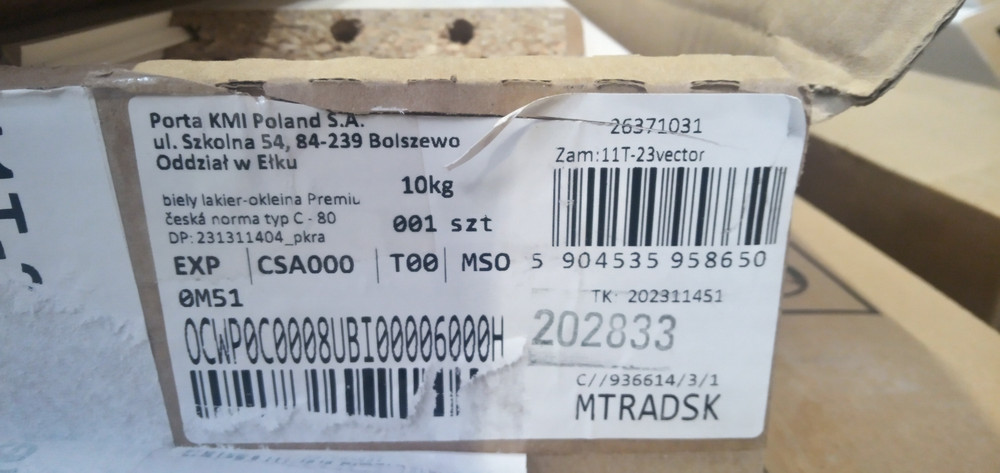 Porta KMI Poland S.A.
ul. Szkolna 54, 84-239 Bolszewo
Oddział w Ełku
26371031
Zam:11T-23vector
10kg
biely lakier-okleina Premiu
česká norma typ C - 80
001 szt
DP: 231311404_pkra
EXP CSA000 T00 MSO 5 904535 958650
0M51
TK: 202311451
OCWP0C0008UBI00006000H
202833
C//936614/3/1
MTRADSK